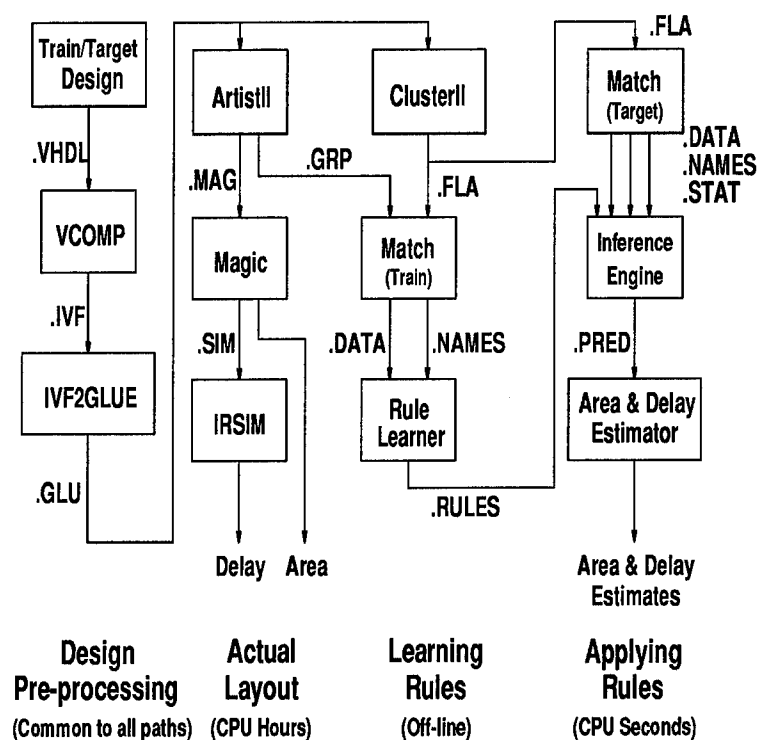 Train/Target
Design
.VHDL
VCOMP
.IVF
IVF2GLUE
.GLU
ArtistII
.MAG
.GRP
Magic
.SIM
IRSIM
Delay
Area
ClusterII
.FLA
Match
(Train)
.DATA
.NAMES
Rule
Learner
.RULES
.FLA
Match
(Target)
.DATA
.NAMES
.STAT
Inference
Engine
.PRED
Area & Delay
Estimator
Area & Delay
Estimates
Design
Pre-processing
(Common to all paths)
Actual
Layout
(CPU Hours)
Learning
Rules
(Off-line)
Applying
Rules
(CPU Seconds)